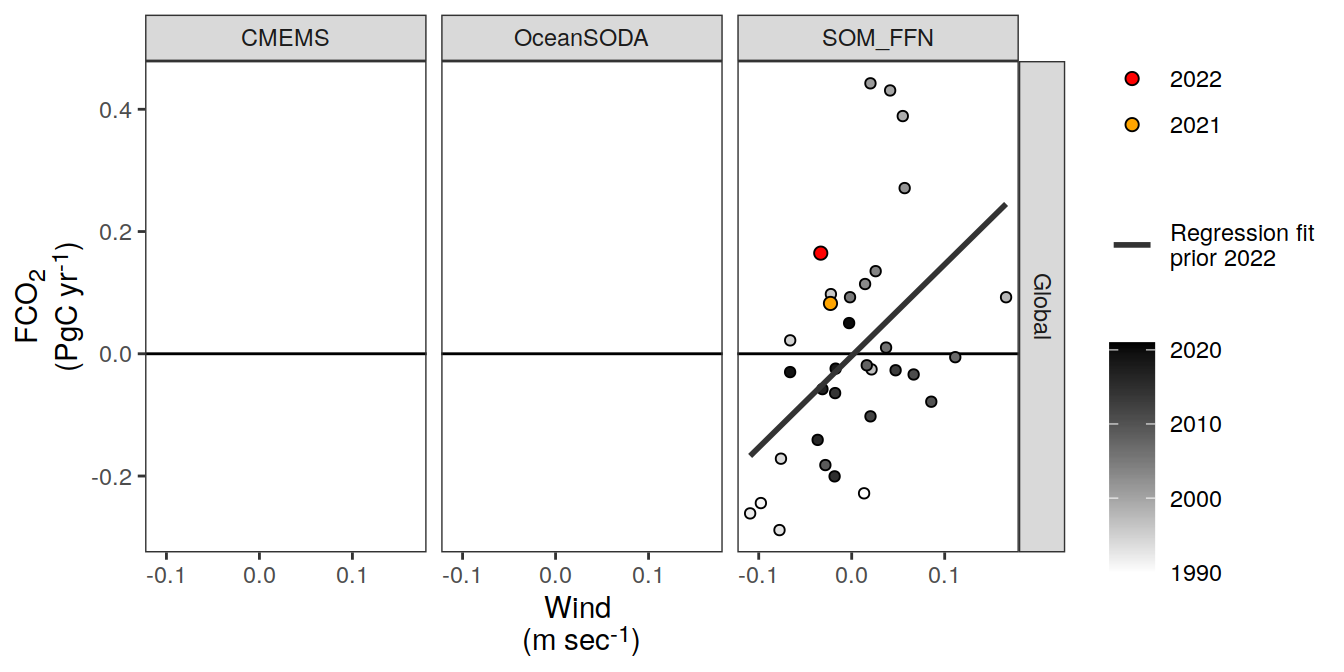 CMEMS OceanSODA SOM_FFN
Global
0.4
0.2
0.0
-0.2
FCO₂
(PgC yr⁻¹)
-0.1 0.0 0.1 -0.1 0.0 0.1 -0.1 0.0 0.1
Wind
(m sec⁻¹)
2022
2021
Regression fit
prior 2022
2020
2010
2000
1990